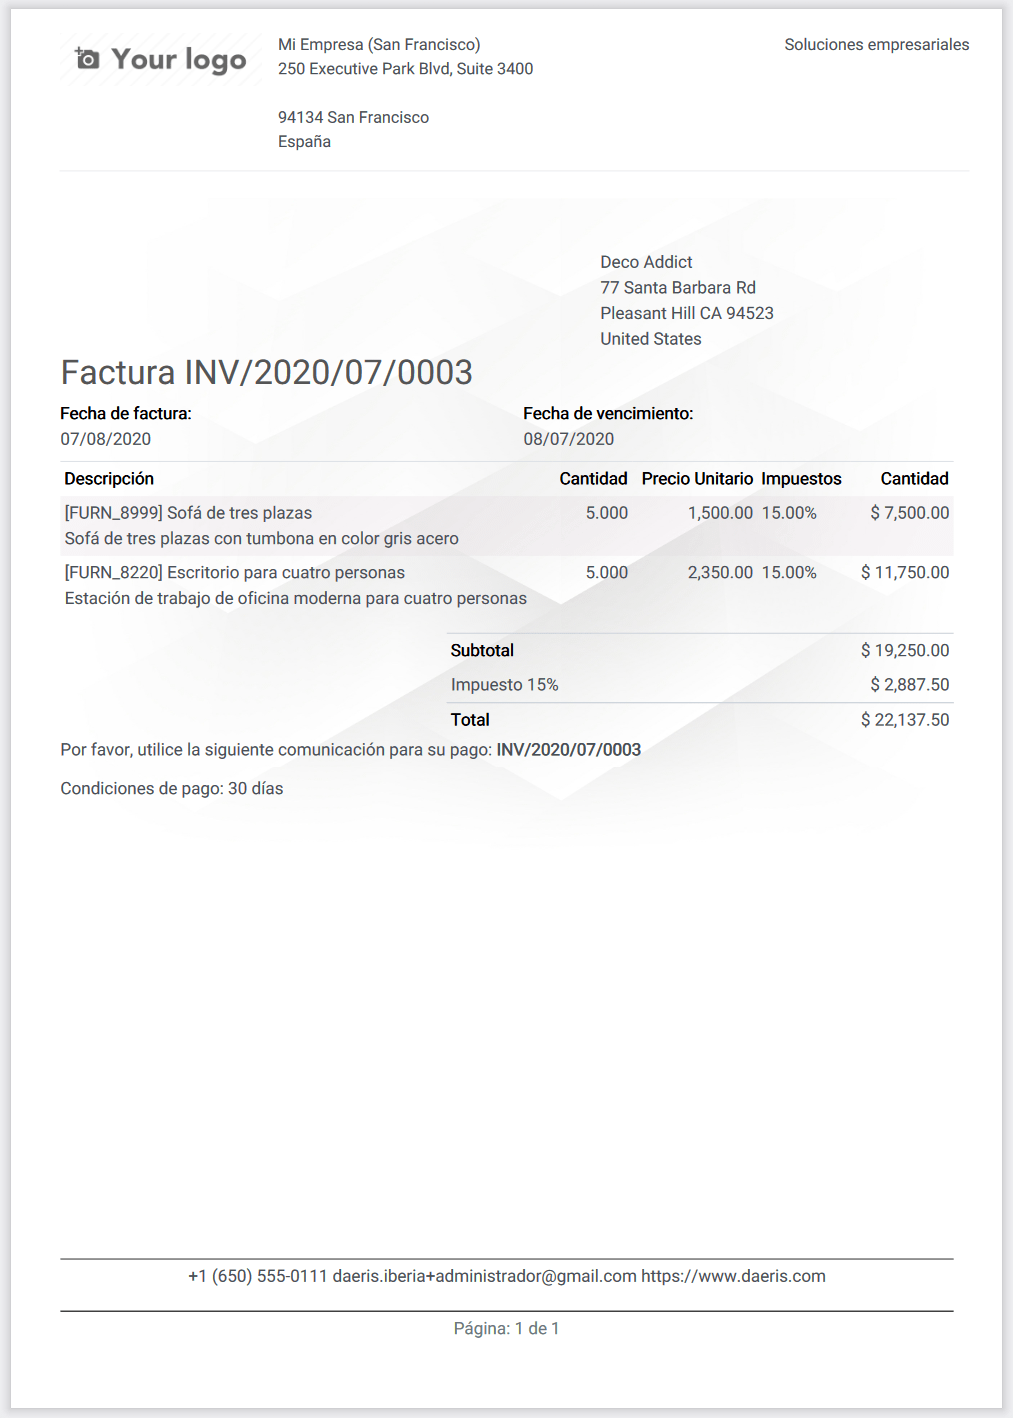 Your logo
Mi Empresa (San Francisco)
250 Executive Park Blvd, Suite 3400
94134 San Francisco
España
Soluciones empresariales
Deco Addict
77 Santa Barbara Rd
Pleasant Hill CA 94523
United States
Factura INV/2020/07/0003
Fecha de factura: Fecha de vencimiento:
07/08/2020 08/07/2020
Descripción Cantidad Precio Unitario Impuestos Cantidad
[FURN_8999] Sofá de tres plazas 5.000 1,500.00 15.00% $ 7,500.00
Sofá de tres plazas con tumbona en color gris acero
[FURN_8220] Escritorio para cuatro personas 5.000 2,350.00 15.00% $ 11,750.00
Estación de trabajo de oficina moderna para cuatro personas
Subtotal $ 19,250.00
Impuesto 15% $ 2,887.50
Total $ 22,137.50
Por favor, utilice la siguiente comunicación para su pago: INV/2020/07/0003
Condiciones de pago: 30 días
+1 (650) 555-0111 daeris.iberia+administrador@gmail.com https://www.daeris.com
Página: 1 de 1